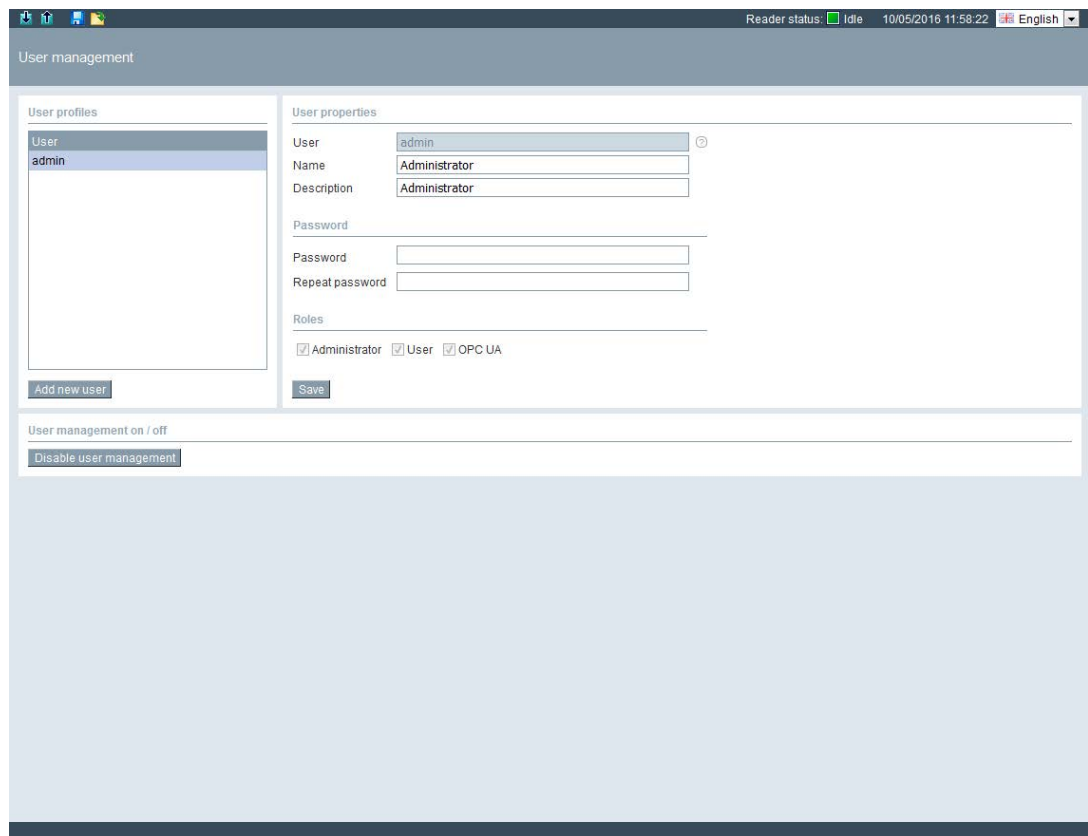 Reader status: Idle 10/05/2016 11:58:22 English
User management
User profiles
User
admin
Add new user
User properties
User admin
Name Administrator
Description Administrator
Password
Password
Repeat password
Roles
Administrator User OPC UA
Save
User management on / off
Disable user management